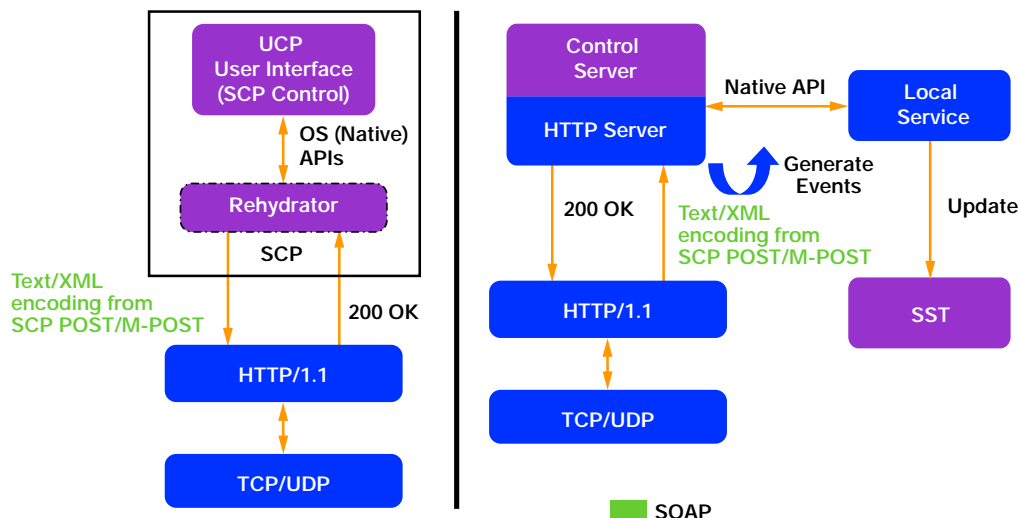 UCP
User Interface
(SCP Control)
OS (Native)
APIs
Rehydrator
SCP
Text/XML
encoding from
SCP POST/M-POST
200 OK
HTTP/1.1
TCP/UDP
Control
Server
HTTP Server
Native API
Local
Service
Generate
Events
200 OK
Text/XML
encoding from
SCP POST/M-POST
Update
HTTP/1.1
SST
TCP/UDP
SOAP